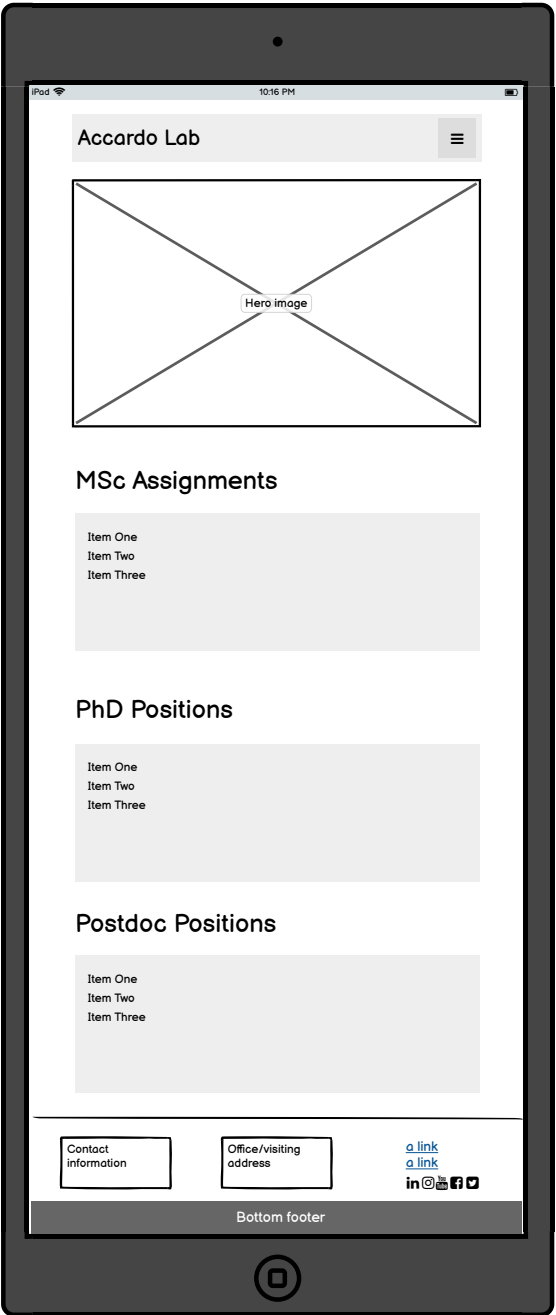 iPad 10:16 PM
Accardo Lab
Hero image
MSc Assignments
Item One
Item Two
Item Three
PhD Positions
Item One
Item Two
Item Three
Postdoc Positions
Item One
Item Two
Item Three
Contact
information
Office/visiting
address
a link
a link
in You Tube f
Bottom footer